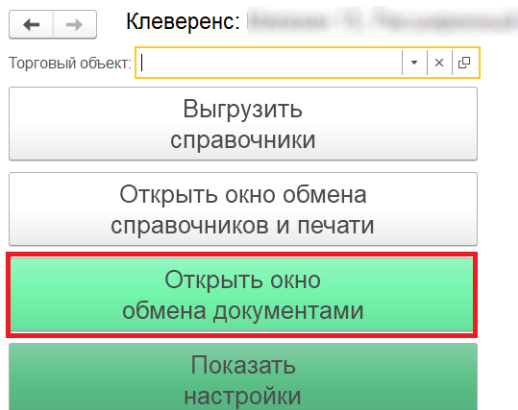 Клеверенс:
Торговый объект:
Выгрузить
справочники
Открыть окно обмена
справочников и печати
Открыть окно
обмена документами
Показать
настройки